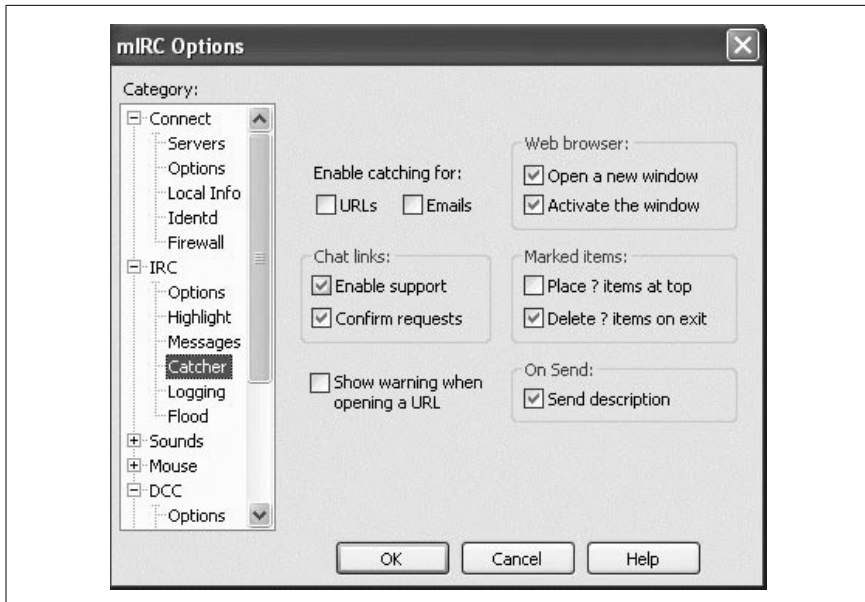 mIRC Options
Category:
Connect
Servers
Options
Local Info
Identd
Firewall
IRC
Options
Highlight
Messages
Catcher
Logging
Flood
Sounds
Mouse
DCC
Options
Enable catching for:
URLs Emails
Chat links:
Enable support
Confirm requests
Show warning when
opening a URL
Web browser:
Open a new window
Activate the window
Marked items:
Place ? items at top
Delete ? items on exit
On Send:
Send description
OK Cancel Help